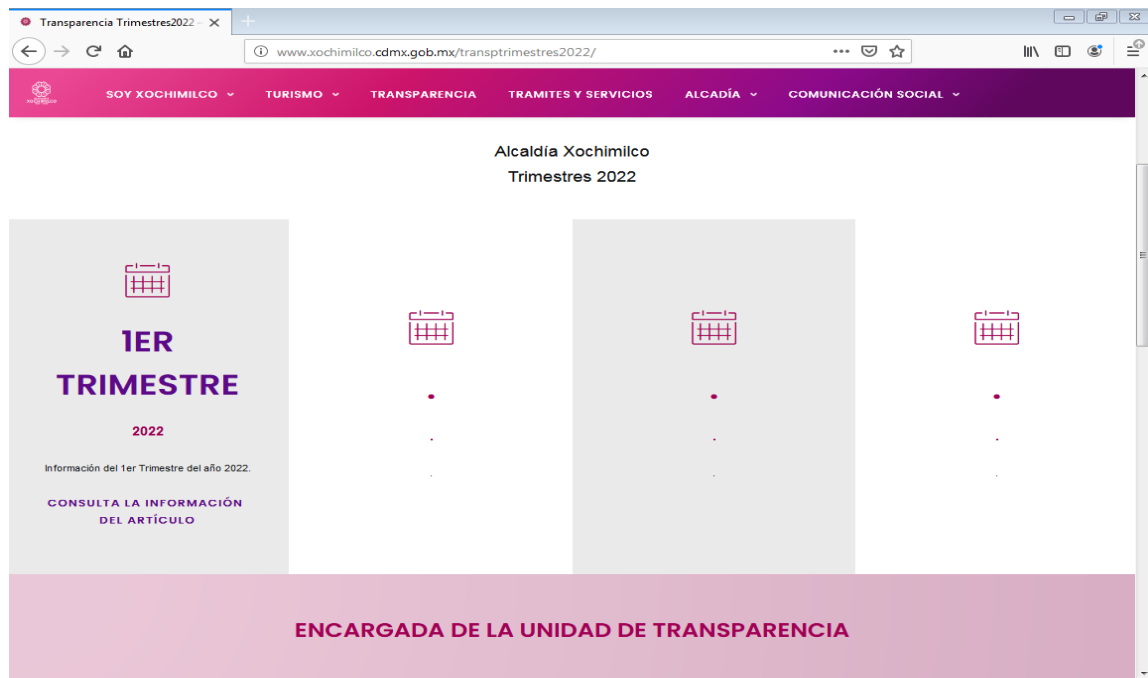 Transparencia Trimestres2022 –
www.xochimilco.cdmx.gob.mx/transptrimestres2022/
SOY XOCHIMILCO
TURISMO
TRANSPARENCIA
TRAMITES Y SERVICIOS
ALCADÍA
COMUNICACIÓN SOCIAL
XOCHIMILCO
Alcaldía Xochimilco
Trimestres 2022
1ER
TRIMESTRE
2022
Información del 1er Trimestre del año 2022.
CONSULTA LA INFORMACIÓN
DEL ARTÍCULO
ENCARGADA DE LA UNIDAD DE TRANSPARENCIA